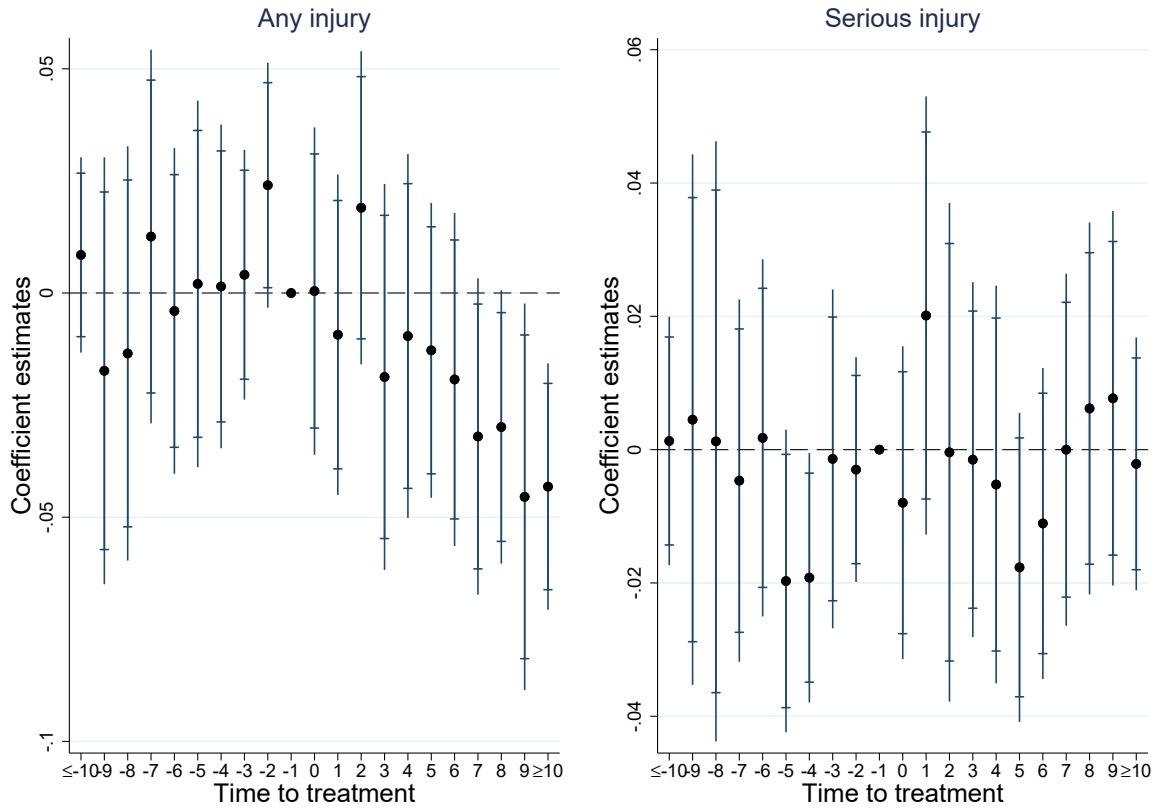 Any injury
Coefficient estimates
.05
0
-.05
-.1
≤-10 -9 -8 -7 -6 -5 -4 -3 -2 -1 0 1 2 3 4 5 6 7 8 9 ≥10
Time to treatment
Serious injury
Coefficient estimates
.06
.04
.02
0
-.02
-.04
≤-10 -9 -8 -7 -6 -5 -4 -3 -2 -1 0 1 2 3 4 5 6 7 8 9 ≥10
Time to treatment